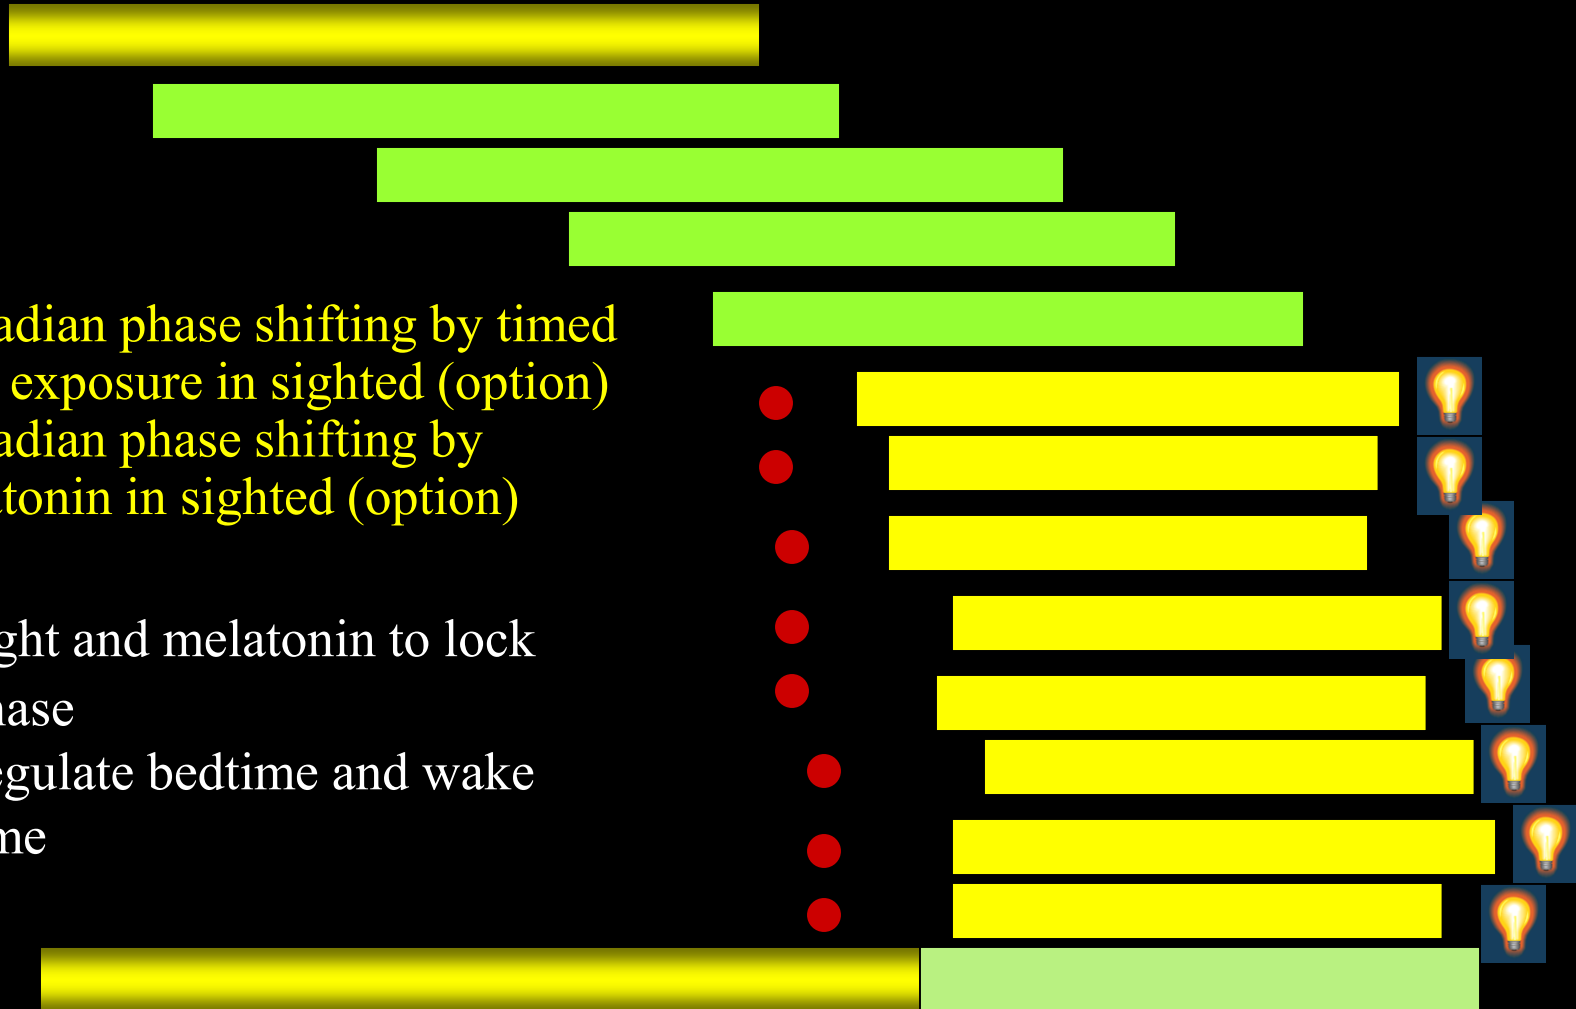 adian phase shifting by timed
exposure in sighted (option)
adian phase shifting by
tonin in sighted (option)
ght and melatonin to lock
ase
egulate bedtime and wake
me